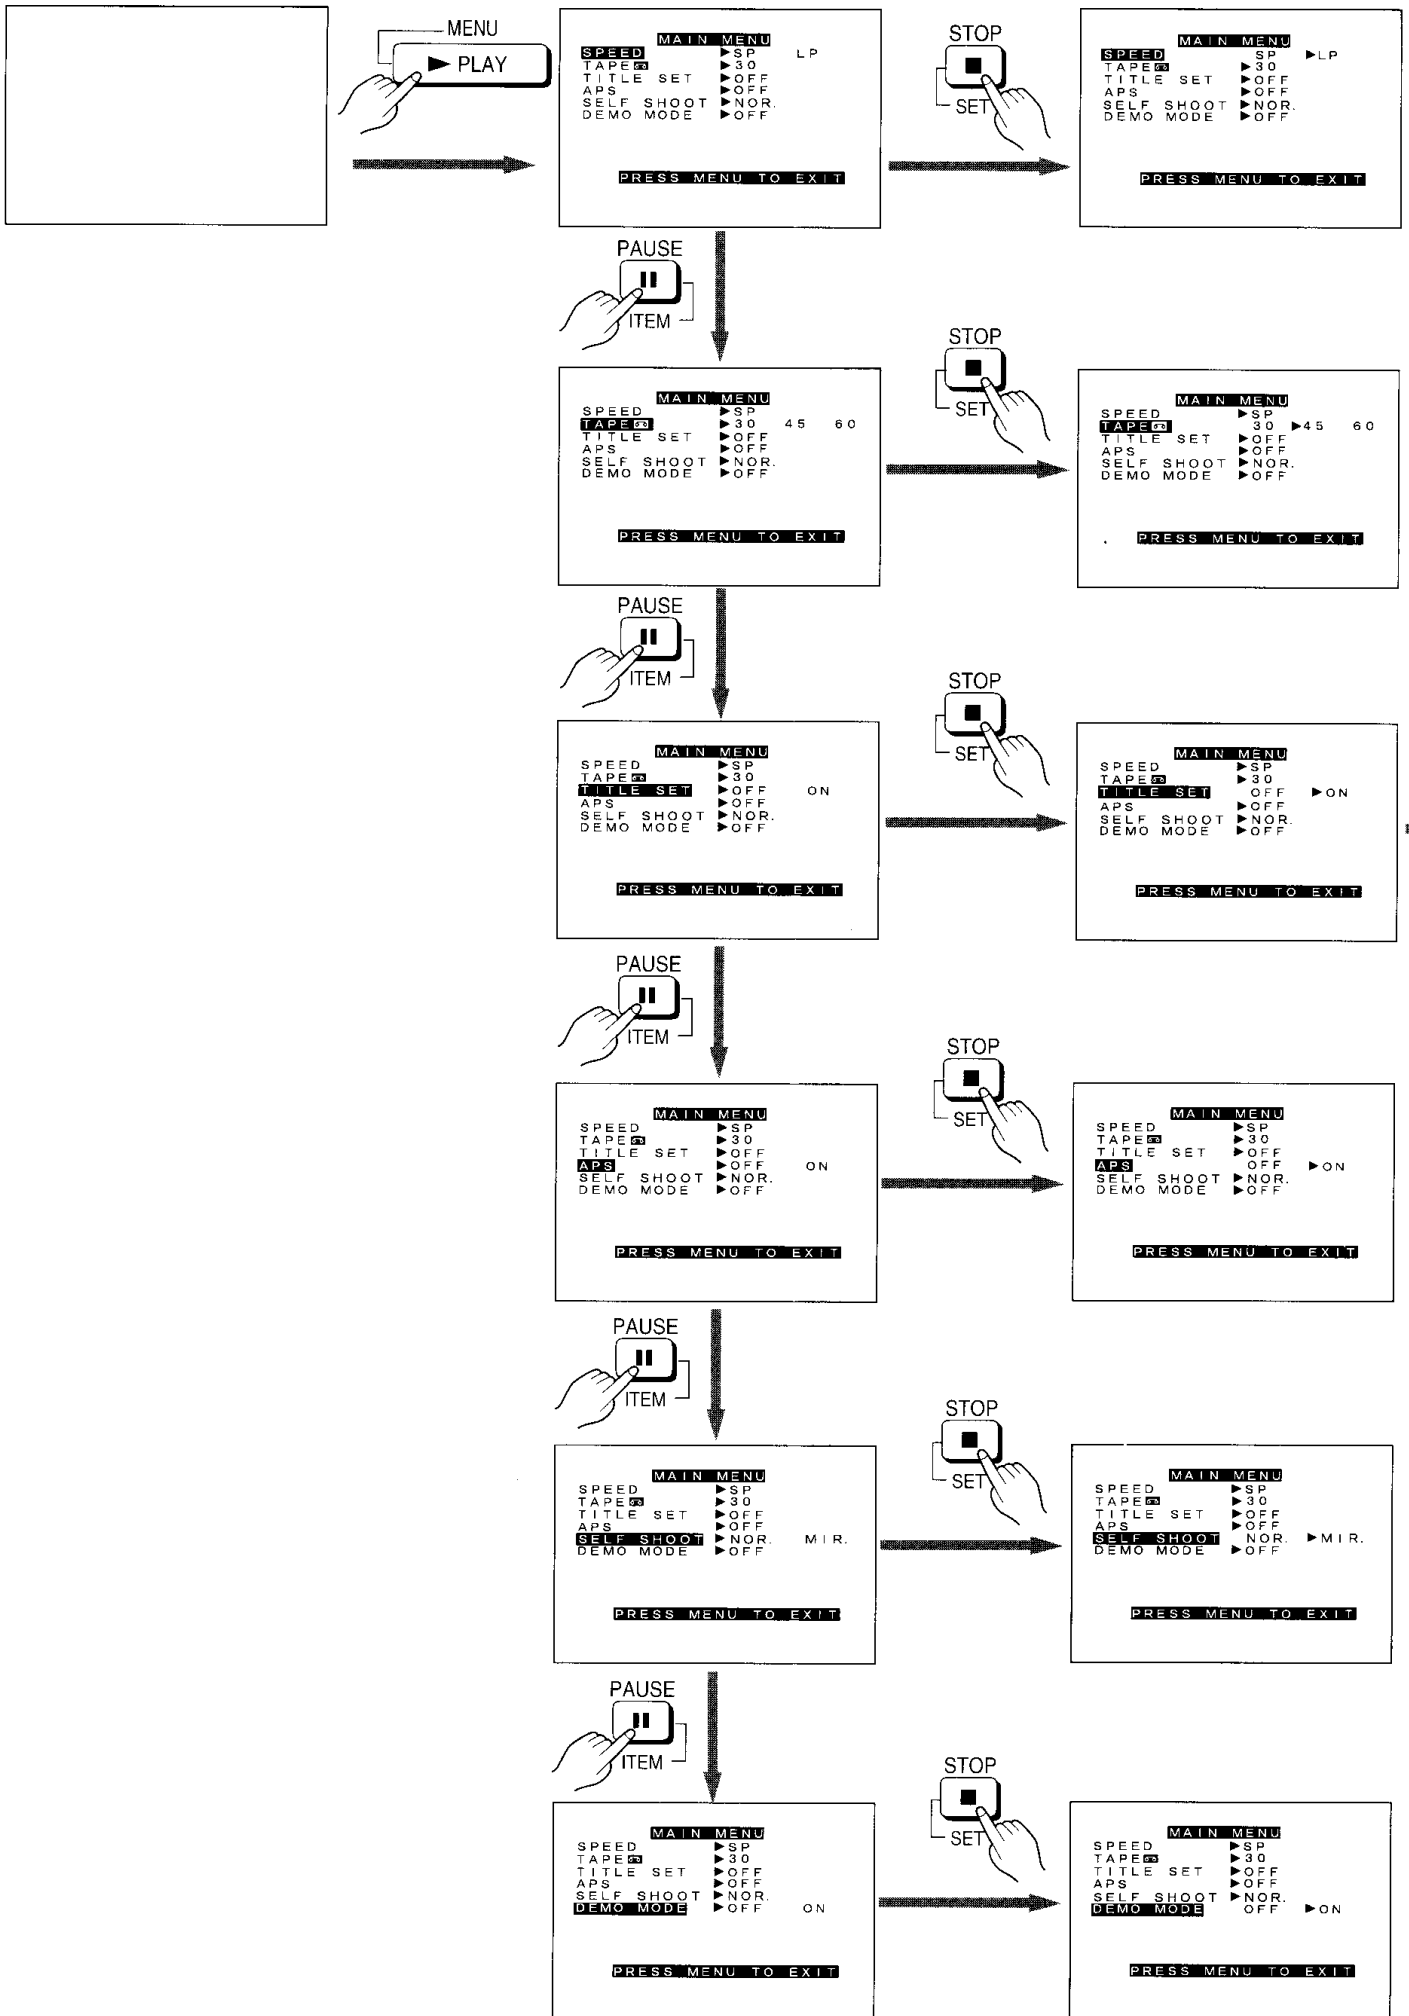 MENU
▶ PLAY
MAIN MENU
SPEED ▶SP LP
TAPE ▶30
TITLE SET ▶OFF
APS ▶OFF
SELF SHOOT ▶NOR.
DEMO MODE ▶OFF
PRESS MENU TO EXIT
STOP
SET
MAIN MENU
SPEED SP ▶LP
TAPE ▶30
TITLE SET ▶OFF
APS ▶OFF
SELF SHOOT ▶NOR.
DEMO MODE ▶OFF
PRESS MENU TO EXIT
PAUSE
ITEM
MAIN MENU
SPEED ▶SP
TAPE ▶30 45 60
TITLE SET ▶OFF
APS ▶OFF
SELF SHOOT ▶NOR.
DEMO MODE ▶OFF
PRESS MENU TO EXIT
STOP
SET
MAIN MENU
SPEED ▶SP
TAPE 30 ▶45 60
TITLE SET ▶OFF
APS ▶OFF
SELF SHOOT ▶NOR.
DEMO MODE ▶OFF
PRESS MENU TO EXIT
PAUSE
ITEM
MAIN MENU
SPEED ▶SP
TAPE ▶30
TITLE SET ▶OFF ON
APS ▶OFF
SELF SHOOT ▶NOR.
DEMO MODE ▶OFF
PRESS MENU TO EXIT
STOP
SET
MAIN MENU
SPEED ▶SP
TAPE ▶30
TITLE SET OFF ▶ON
APS ▶OFF
SELF SHOOT ▶NOR.
DEMO MODE ▶OFF
PRESS MENU TO EXIT
PAUSE
ITEM
MAIN MENU
SPEED ▶SP
TAPE ▶30
TITLE SET ▶OFF
APS ▶OFF ON
SELF SHOOT ▶NOR.
DEMO MODE ▶OFF
PRESS MENU TO EXIT
STOP
SET
MAIN MENU
SPEED ▶SP
TAPE ▶30
TITLE SET ▶OFF
APS OFF ▶ON
SELF SHOOT ▶NOR.
DEMO MODE ▶OFF
PRESS MENU TO EXIT
PAUSE
ITEM
MAIN MENU
SPEED ▶SP
TAPE ▶30
TITLE SET ▶OFF
APS ▶OFF
SELF SHOOT ▶NOR. MIR.
DEMO MODE ▶OFF
PRESS MENU TO EXIT
STOP
SET
MAIN MENU
SPEED ▶SP
TAPE ▶30
TITLE SET ▶OFF
APS ▶OFF
SELF SHOOT NOR. ▶MIR.
DEMO MODE ▶OFF
PRESS MENU TO EXIT
PAUSE
ITEM
MAIN MENU
SPEED ▶SP
TAPE ▶30
TITLE SET ▶OFF
APS ▶OFF
SELF SHOOT ▶NOR.
DEMO MODE ▶OFF ON
PRESS MENU TO EXIT
STOP
SET
MAIN MENU
SPEED ▶SP
TAPE ▶30
TITLE SET ▶OFF
APS ▶OFF
SELF SHOOT ▶NOR.
DEMO MODE OFF ▶ON
PRESS MENU TO EXIT